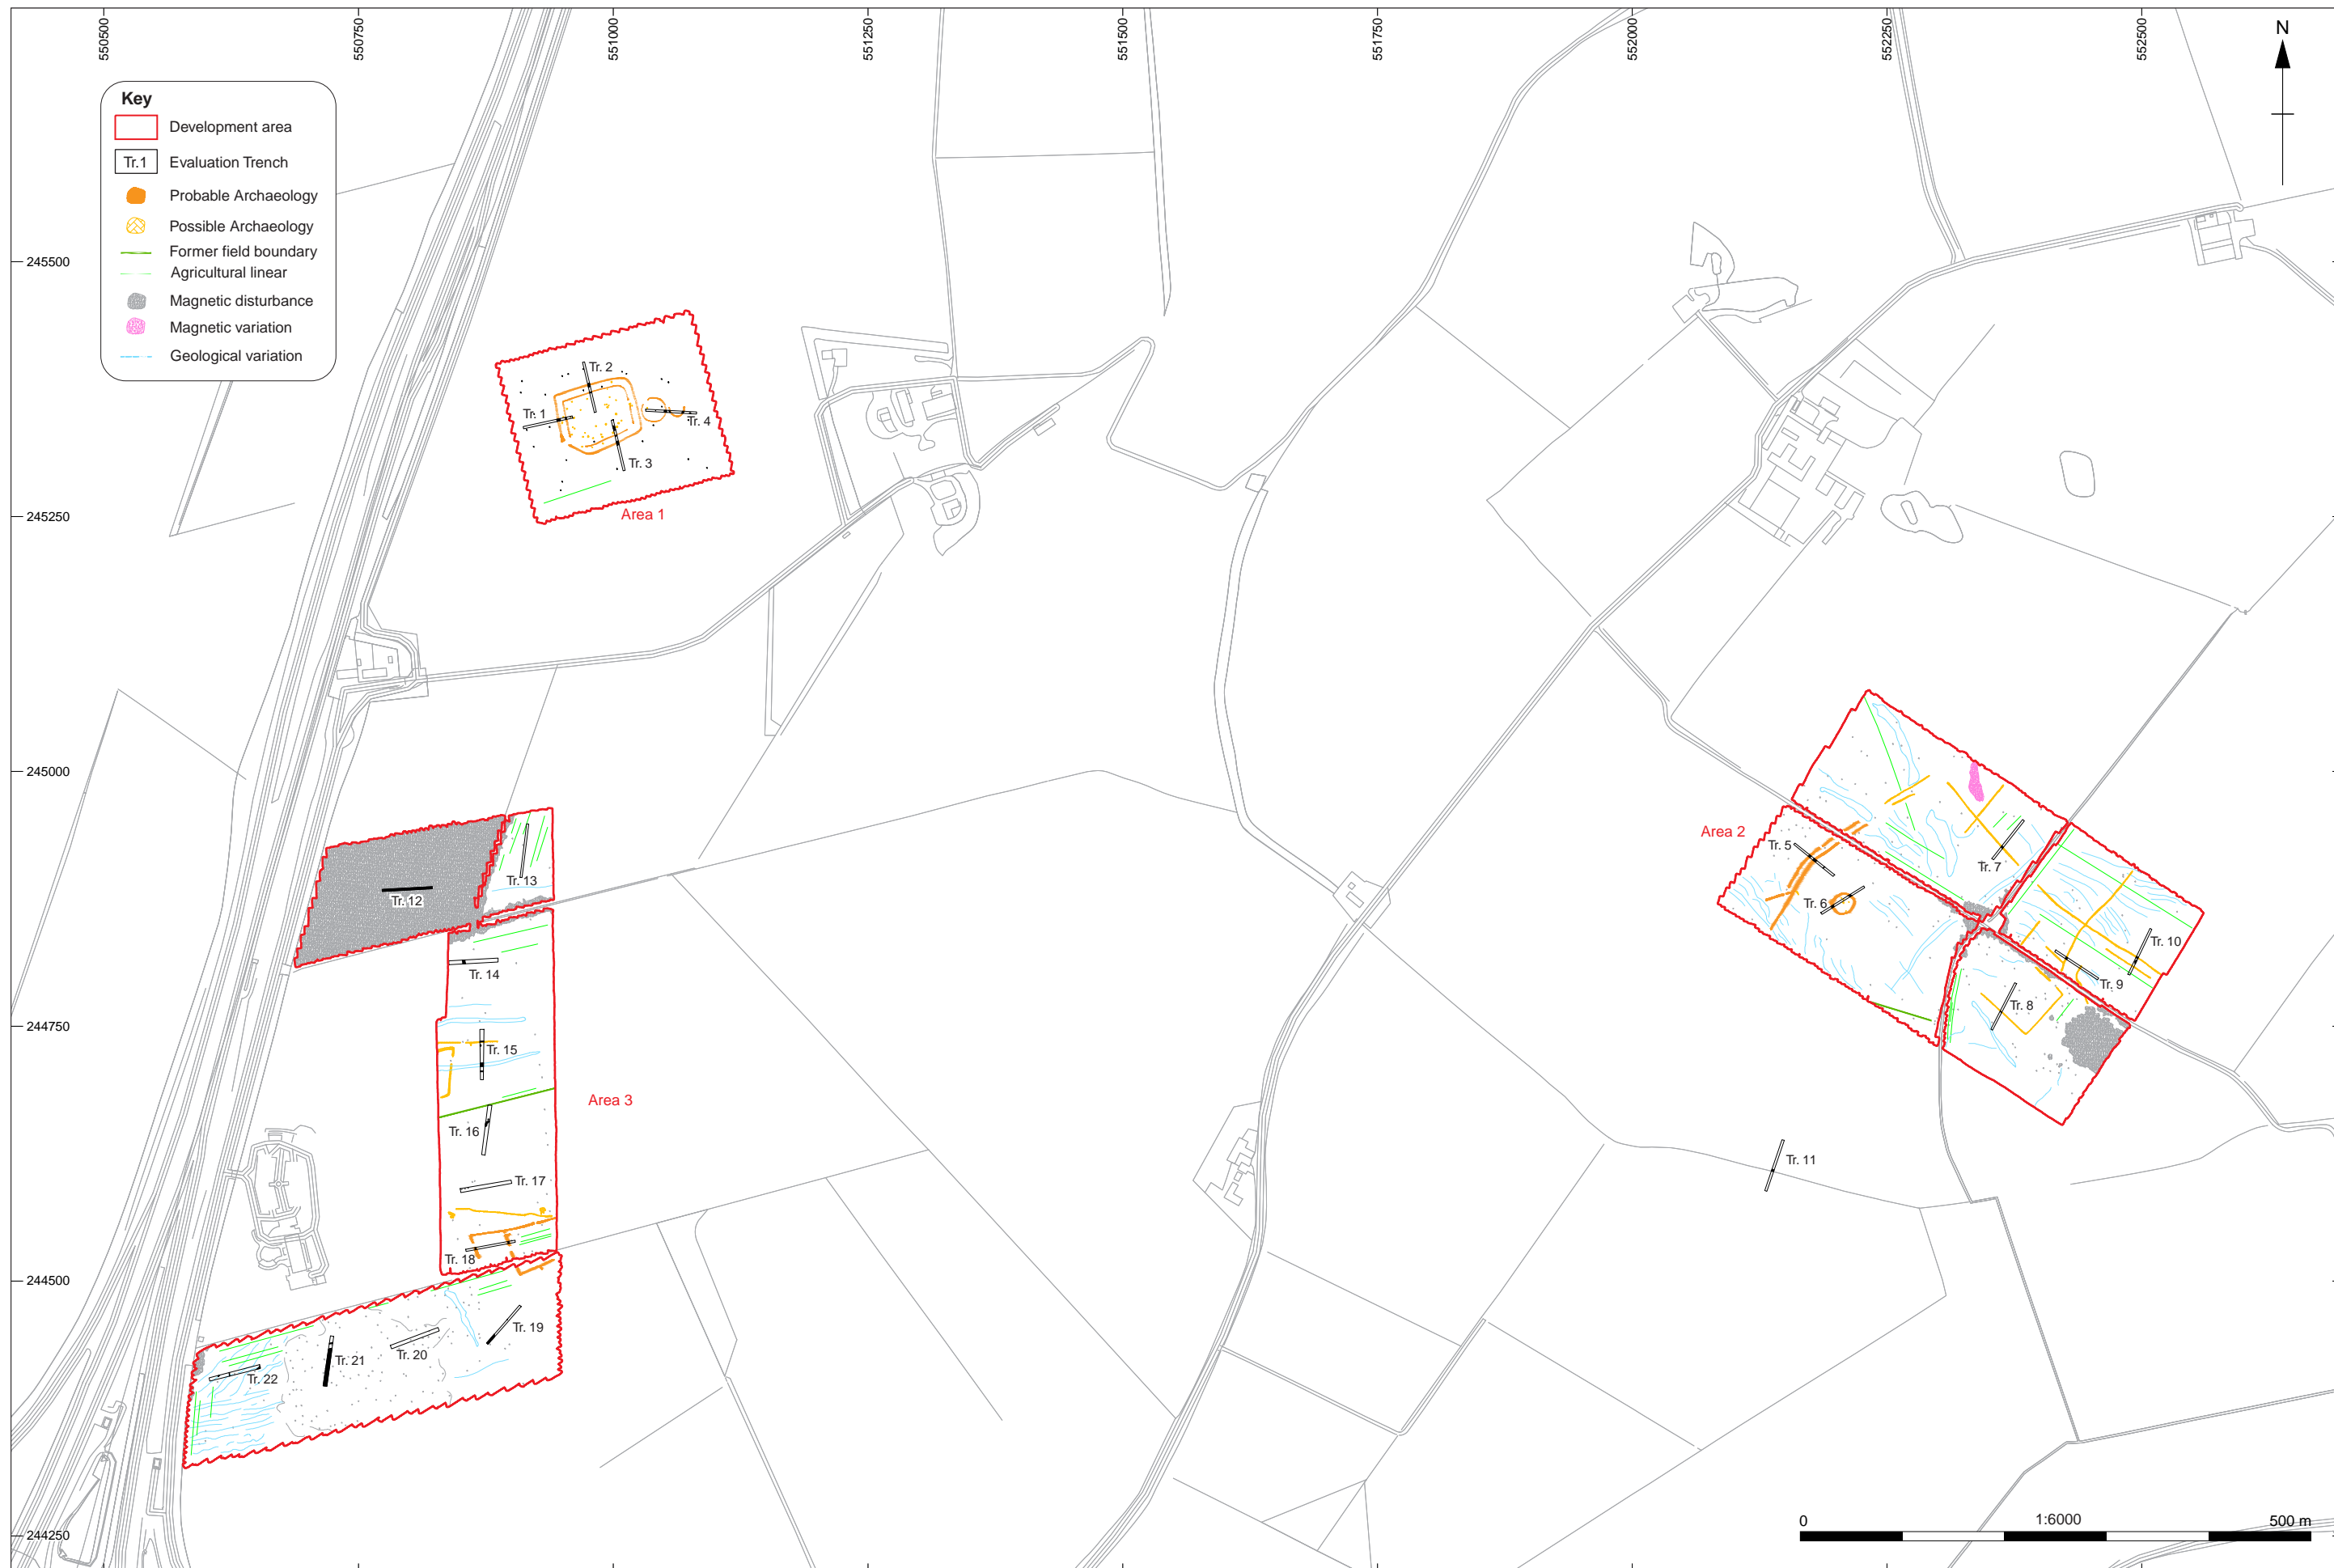 550500
550750
551000
551250
551500
551750
552000
552250
552500
N
Key
Development area
Tr.1 Evaluation Trench
Probable Archaeology
Possible Archaeology
Former field boundary
Agricultural linear
Magnetic disturbance
Magnetic variation
Geological variation
245500
245250
245000
244750
244500
244250
Tr. 2
Tr. 1
Tr. 4
Tr. 3
Area 1
Area 2
Tr. 5
Tr. 6
Tr. 7
Tr. 10
Tr. 9
Tr. 8
Tr. 11
Tr. 12
Tr. 13
Tr. 14
Tr. 15
Area 3
Tr. 16
Tr. 17
Tr. 18
Tr. 19
Tr. 20
Tr. 21
Tr. 22
0 1:6000 500 m